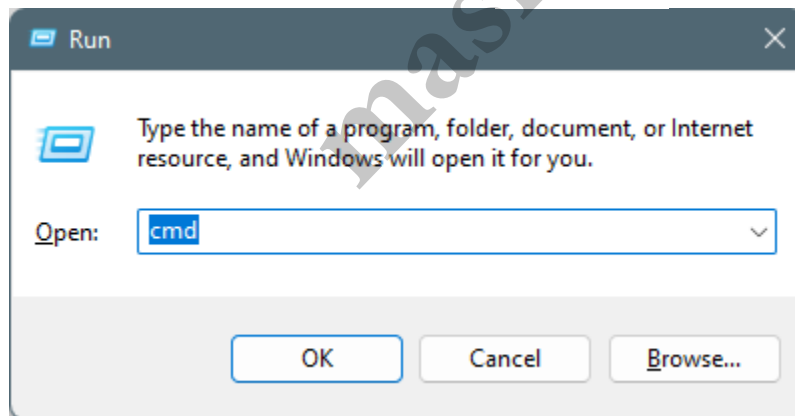 Run
Type the name of a program, folder, document, or Internet
resource, and Windows will open it for you.
Open: cmd
OK Cancel Browse...